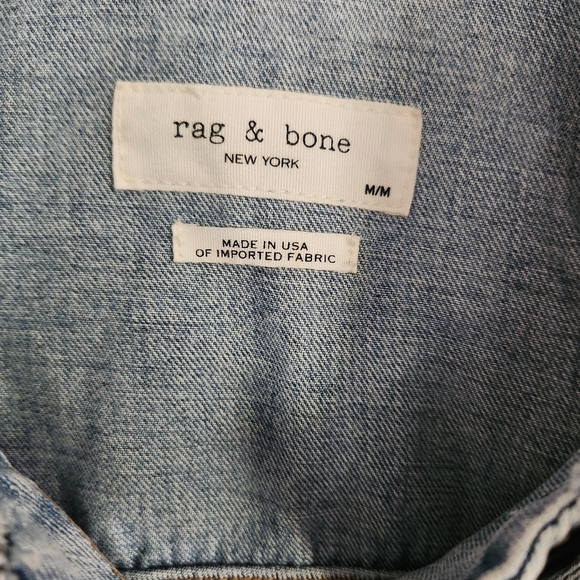 rag & bone
NEW YORK
M/M
MADE IN USA
OF IMPORTED FABRIC